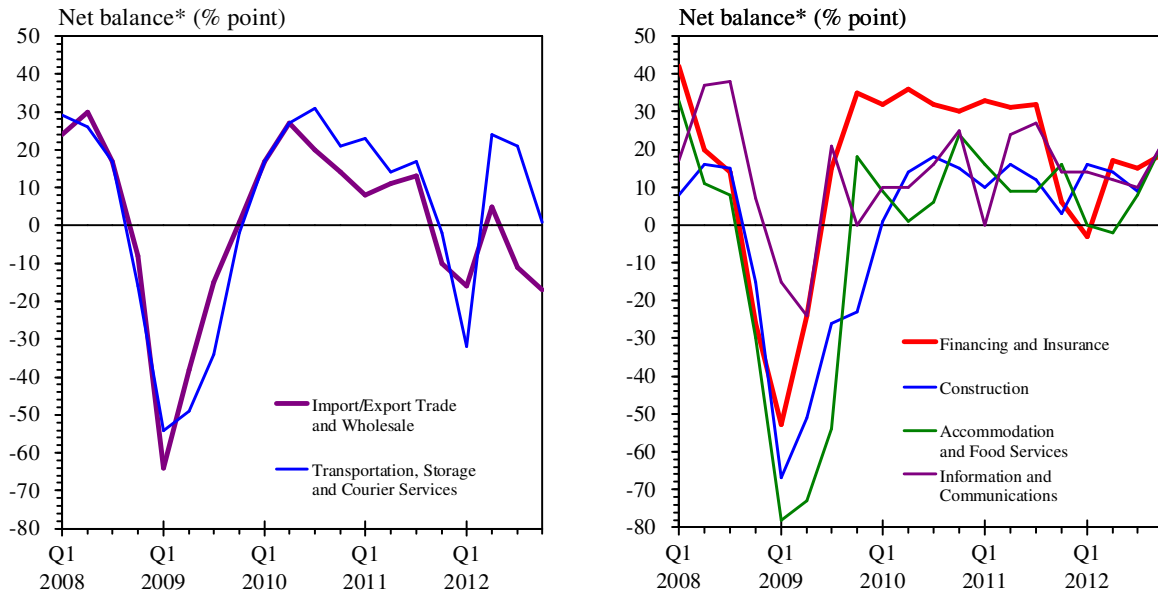 Net balance* (% point)
50
40
30
20
10
0
-10
-20
-30
-40
-50
-60
-70
-80
Q1 Q1 Q1 Q1 Q1
2008 2009 2010 2011 2012
Import/Export Trade
and Wholesale
Transportation, Storage
and Courier Services
Net balance* (% point)
50
40
30
20
10
0
-10
-20
-30
-40
-50
-60
-70
-80
Q1 Q1 Q1 Q1 Q1
2008 2009 2010 2011 2012
Financing and Insurance
Construction
Accommodation
and Food Services
Information and
Communications